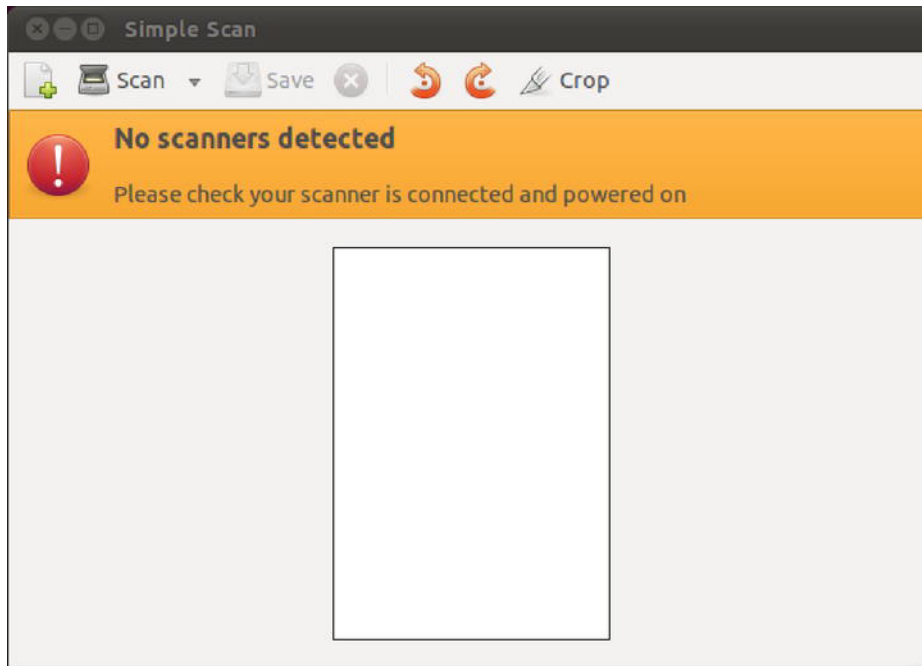 Simple Scan
Scan Save Crop
No scanners detected
Please check your scanner is connected and powered on